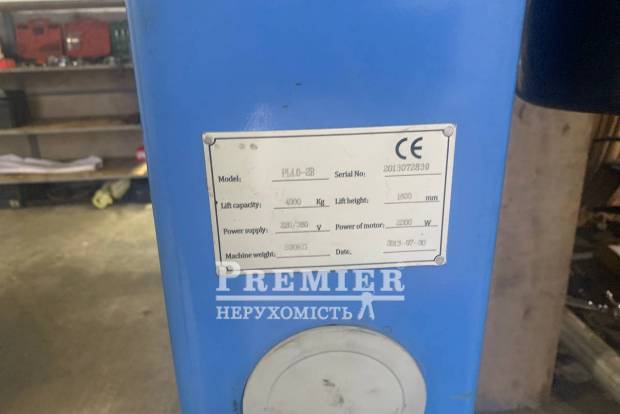 CE
Model: PL4.0-2B Serial No: 2013072839
Lift capacity: 4000 Kg Lift height: 1800 mm
Power supply: 220/380 V Power of motor: 2200 W
Machine weight: Date: 2013-07-30
PREMIER
НЕРУХОМІСТЬ